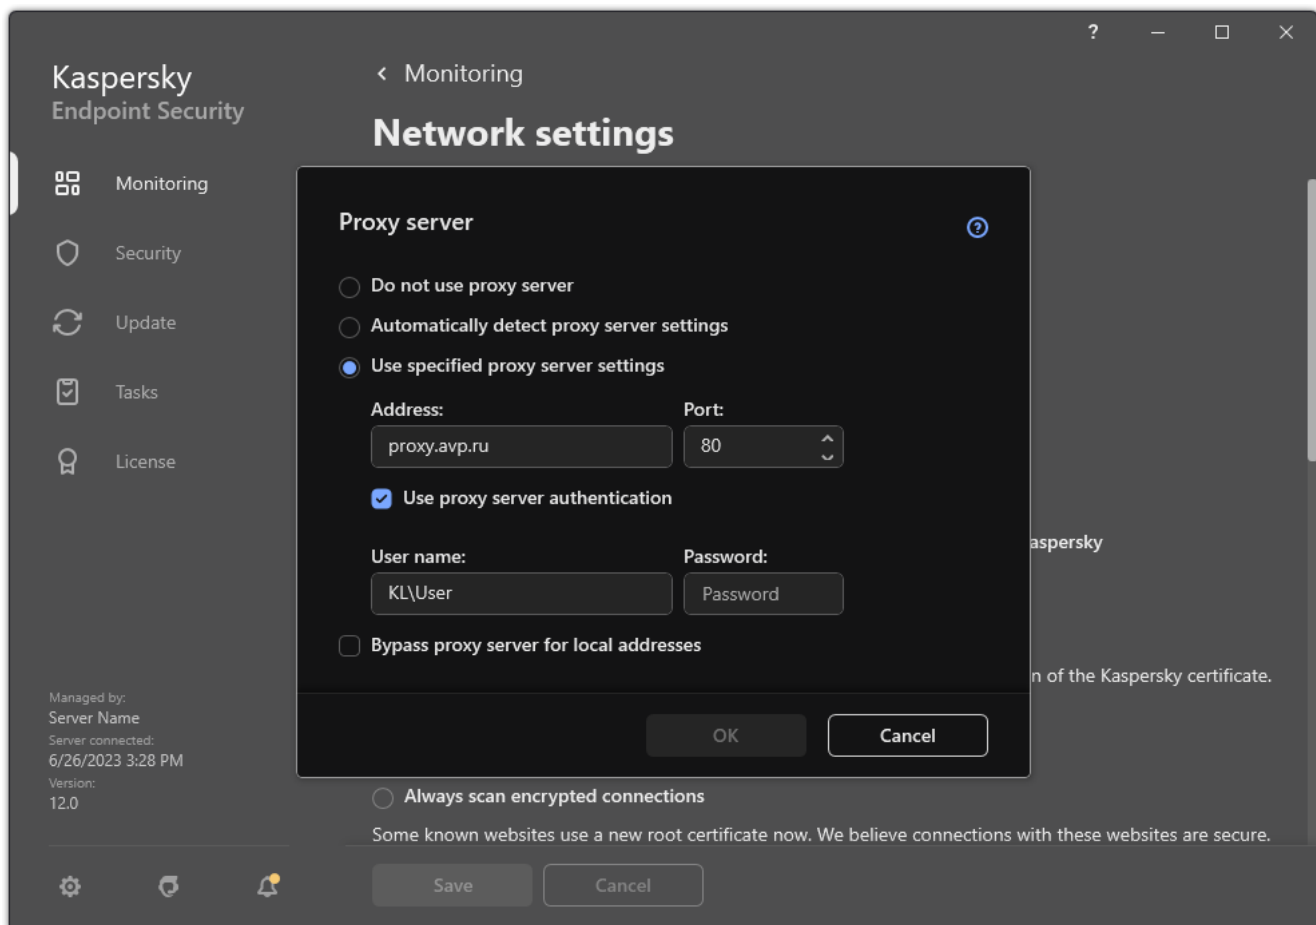 ?
Kaspersky
Endpoint Security
Monitoring
Security
Update
Tasks
License
Managed by:
Server Name
Server connected:
6/26/2023 3:28 PM
Version:
12.0
Monitoring
Network settings
Proxy server
?
Do not use proxy server
Automatically detect proxy server settings
Use specified proxy server settings
Address: Port:
proxy.avp.ru 80
Use proxy server authentication
User name: Password:
KL\User Password
Bypass proxy server for local addresses
OK Cancel
aspersky
n of the Kaspersky certificate.
Always scan encrypted connections
Some known websites use a new root certificate now. We believe connections with these websites are secure.
Save Cancel